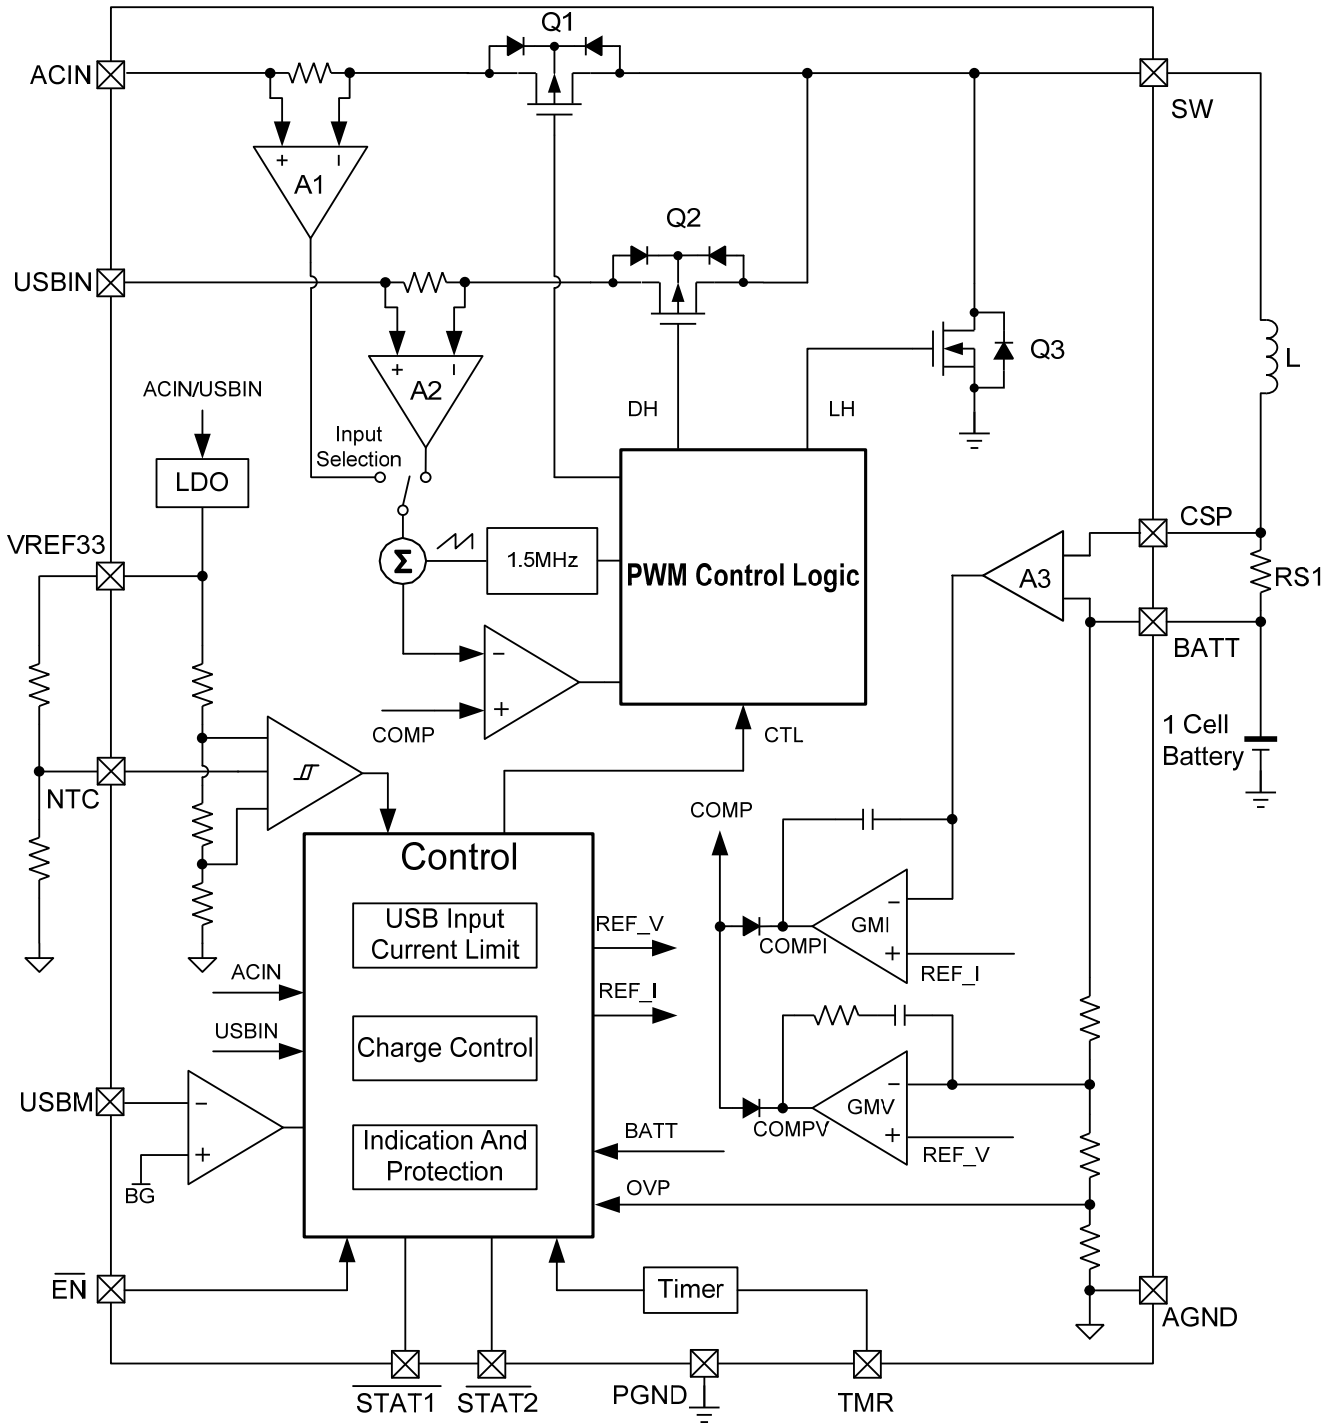 Q1
ACIN
SW
+ −
A1
Q2
USBIN
+ −
A2
Q3
L
ACIN/USBIN
DH
LH
Input
Selection
LDO
CSP
VREF33
Σ
1.5MHz
PWM Control Logic
A3
RS1
BATT
−
+
COMP
CTL
1 Cell
Battery
NTC
COMP
Control
USB Input
Current Limit
REF_V
−
GMI
COMPI
+
REF_I
ACIN
REF_I
USBIN
Charge Control
USBM
−
+
BG
−
GMV
COMPV
+
REF_V
Indication And
Protection
BATT
OVP
EN
Timer
AGND
STAT1
STAT2
PGND
TMR